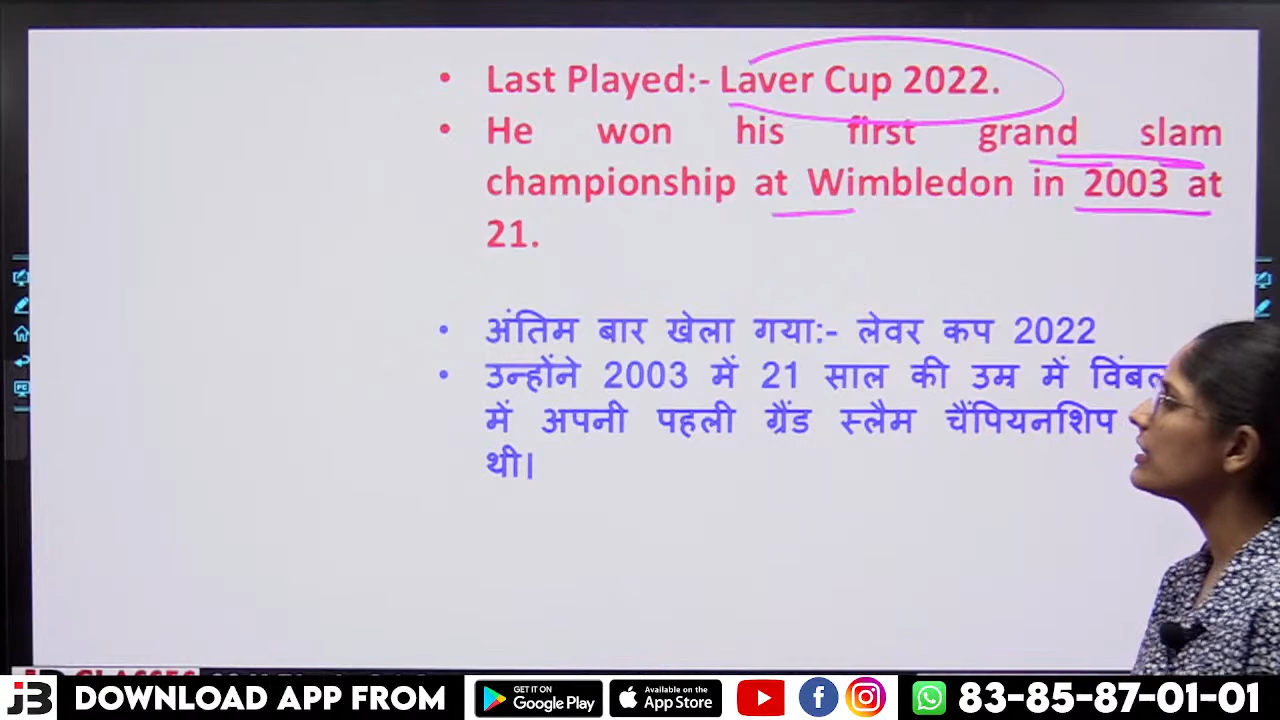 • Last Played:- Laver Cup 2022.
• He won his first grand slam
championship at Wimbledon in 2003 at
21.
• अंतिम बार खेला गया:- लेवर कप 2022
• उन्होंने 2003 में 21 साल की उम्र में
में अपनी पहली ग्रैंड स्लैम चैंपियनशिप
थी।
JB DOWNLOAD APP FROM GET IT ON Google Play Available on the App Store 83-85-87-01-01